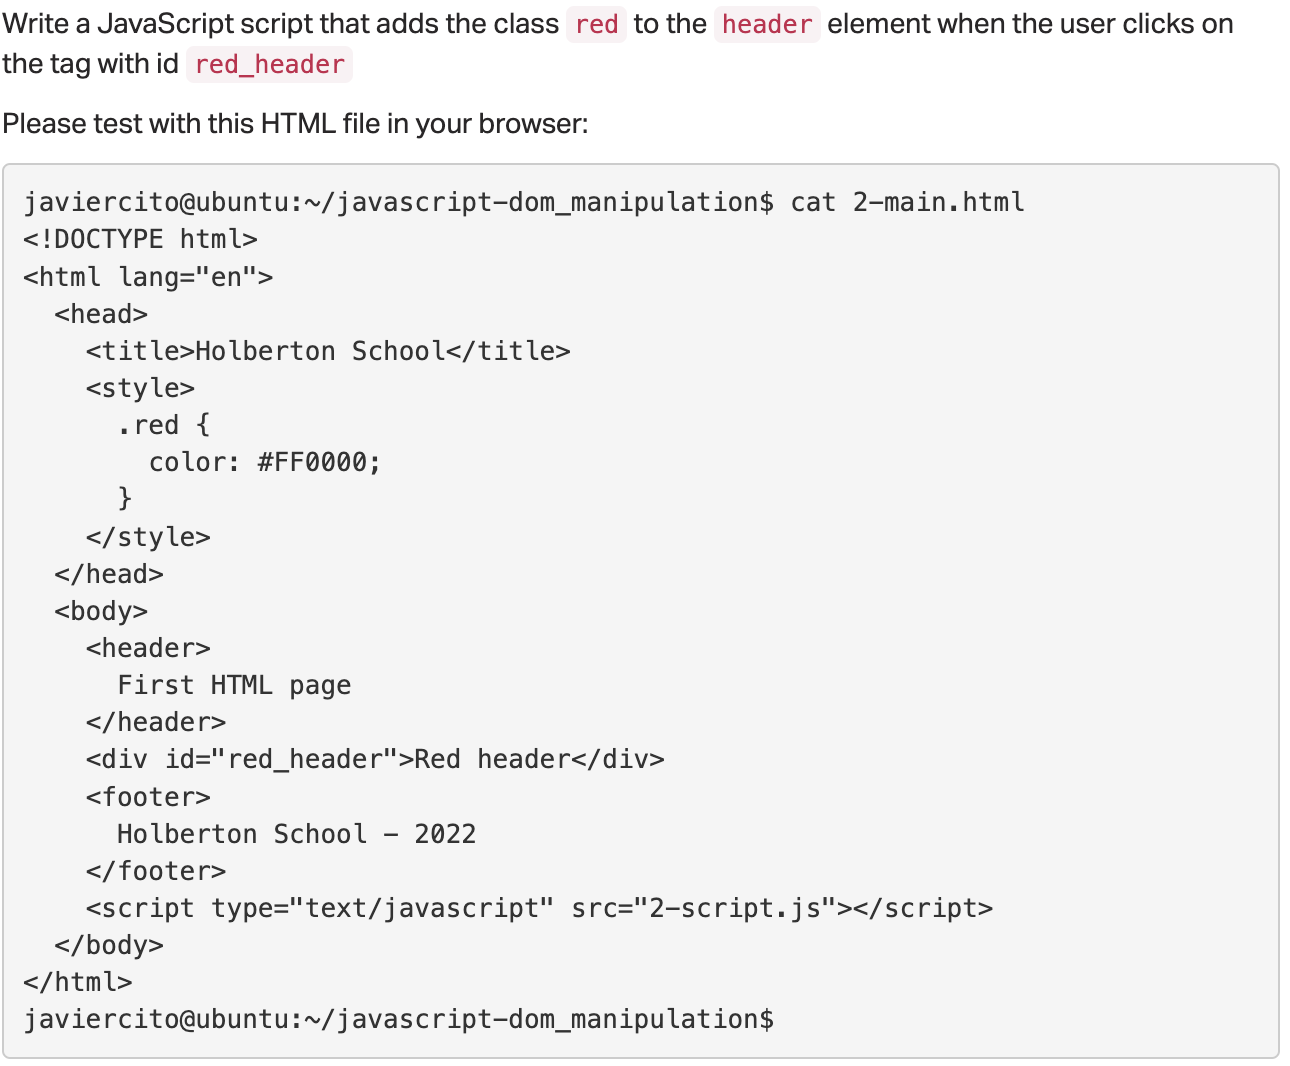 Write a JavaScript script that adds the class red to the header element when the user clicks on
the tag with id red_header
Please test with this HTML file in your browser:
javiercito@ubuntu:~/javascript-dom_manipulation$ cat 2-main.html
<!DOCTYPE html>
<html lang="en">
  <head>
    <title>Holberton School</title>
    <style>
      .red {
        color: #FF0000;
      }
    </style>
  </head>
  <body>
    <header>
      First HTML page
    </header>
    <div id="red_header">Red header</div>
    <footer>
      Holberton School - 2022
    </footer>
    <script type="text/javascript" src="2-script.js"></script>
  </body>
</html>
javiercito@ubuntu:~/javascript-dom_manipulation$